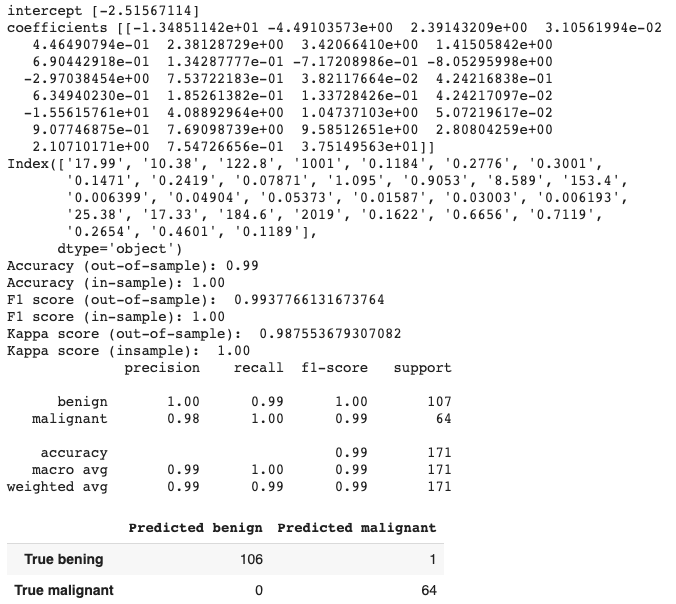 intercept [-2.51567114]
coefficients [[-1.34851142e+01 -4.49103573e+00 2.39143209e+00 3.10561994e-02
4.46490794e-01 2.38128729e+00 3.42066410e+00 1.41505842e+00
6.90442918e-01 1.34287777e-01 -7.17208986e-01 -8.05295998e-01
-2.97038454e+00 7.53722183e-01 3.82117664e-02 4.24216838e-01
6.34940230e-01 1.85261382e-01 1.33728426e-01 4.24217097e-02
-1.55615761e+01 4.08892964e+00 1.04737103e+00 5.07219617e-02
9.07746875e-01 7.69098739e+00 9.58512651e+00 2.80804259e+00
2.10710171e+00 7.54726656e-01 3.75149563e+01]]
Index(['17.99', '10.38', '122.8', '1001', '0.1184', '0.2776', '0.3001',
'0.1471', '0.2419', '0.07871', '1.095', '0.9053', '8.589', '153.4',
'0.006399', '0.04904', '0.05373', '0.01587', '0.03003', '0.006193',
'25.38', '17.33', '184.6', '2019', '0.1622', '0.6656', '0.7119',
'0.2654', '0.4601', '0.1189'],
dtype='object')
Accuracy (out-of-sample): 0.99
Accuracy (in-sample): 1.00
F1 score (out-of-sample): 0.9937766131673764
F1 score (in-sample): 1.00
Kappa score (out-of-sample): 0.987553679307082
Kappa score (insample): 1.00
precision recall f1-score support
benign 1.00 0.99 1.00 107
malignant 0.98 1.00 0.99 64
accuracy 0.99 171
macro avg 0.99 1.00 0.99 171
weighted avg 0.99 0.99 0.99 171
Predicted benign Predicted malignant
True bening 106 1
True malignant 0 64